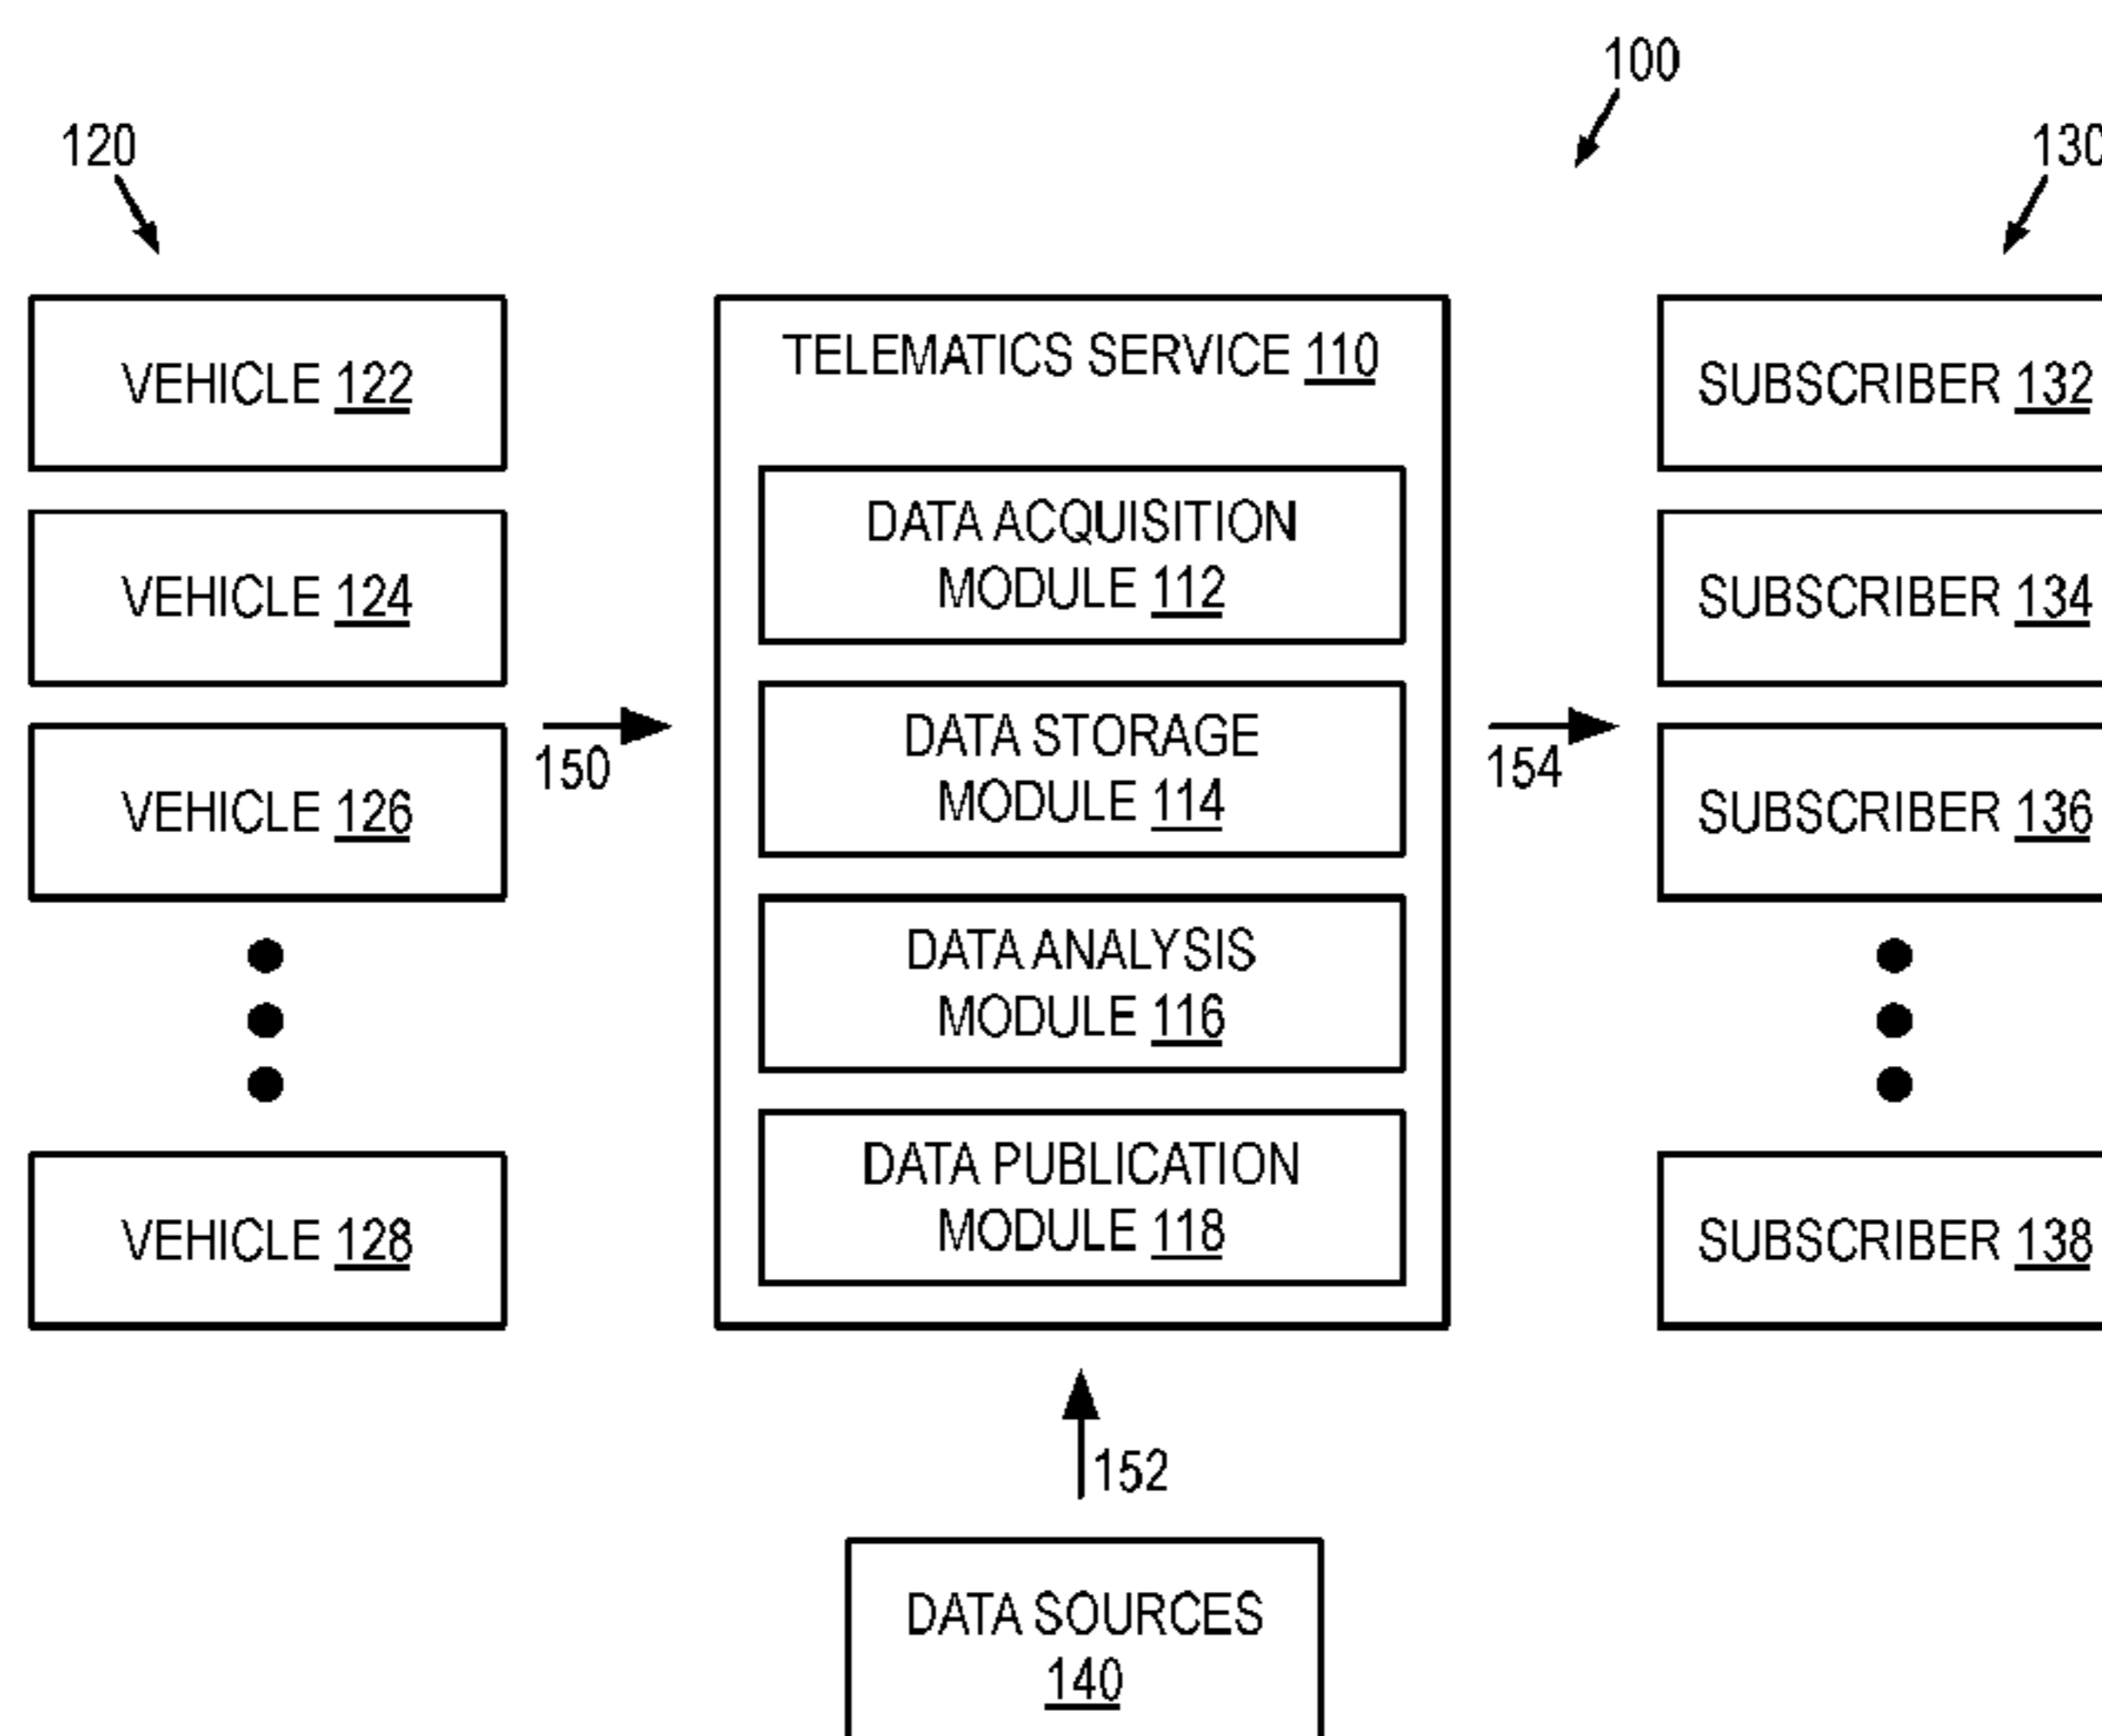 100
120
130
VEHICLE 122
VEHICLE 124
VEHICLE 126
VEHICLE 128
150
TELEMATICS SERVICE 110
DATA ACQUISITION
MODULE 112
DATA STORAGE
MODULE 114
DATA ANALYSIS
MODULE 116
DATA PUBLICATION
MODULE 118
154
SUBSCRIBER 132
SUBSCRIBER 134
SUBSCRIBER 136
SUBSCRIBER 138
152
DATA SOURCES
140